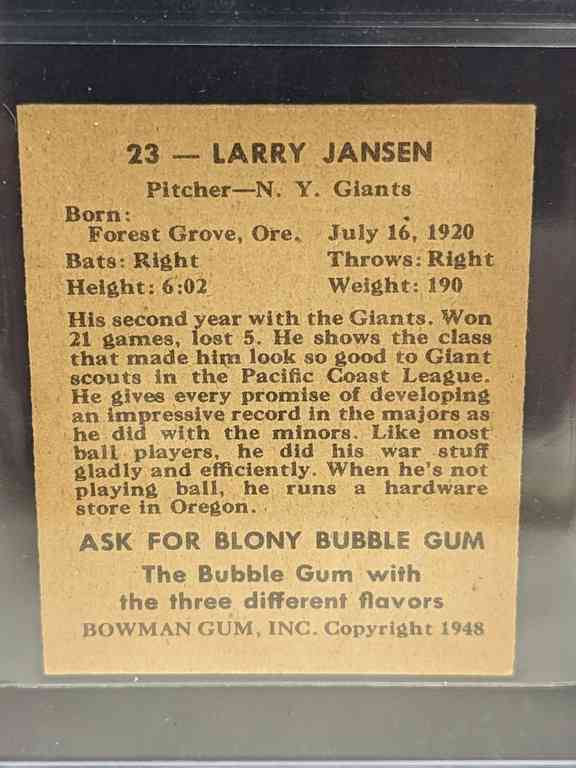 23 — LARRY JANSEN
Pitcher—N. Y. Giants
Born:
Forest Grove, Ore. July 16, 1920
Bats: Right Throws: Right
Height: 6:02 Weight: 190
His second year with the Giants. Won
21 games, lost 5. He shows the class
that made him look so good to Giant
scouts in the Pacific Coast League.
He gives every promise of developing
an impressive record in the majors as
he did with the minors. Like most
ball players, he did his war stuff
gladly and efficiently. When he's not
playing ball, he runs a hardware
store in Oregon.
ASK FOR BLONY BUBBLE GUM
The Bubble Gum with
the three different flavors
BOWMAN GUM, INC. Copyright 1948